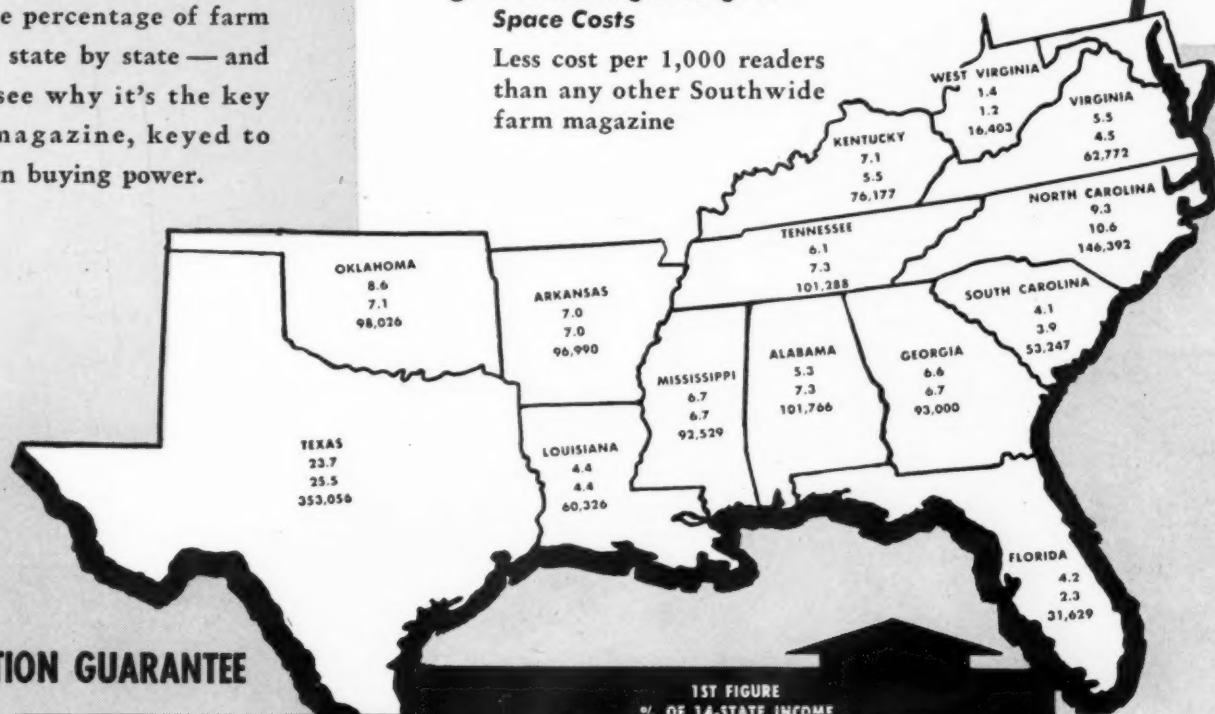 e percentage of farm
state by state — and
see why it's the key
nagazine, keyed to
n buying power.
Space Costs
Less cost per 1,000 readers
than any other Southwide
farm magazine
WEST VIRGINIA
1.4
1.2
16,403
VIRGINIA
5.5
4.5
62,772
KENTUCKY
7.1
5.5
76,177
NORTH CAROLINA
9.3
10.6
146,392
TENNESSEE
6.1
7.3
101,288
SOUTH CAROLINA
4.1
3.9
53,247
OKLAHOMA
8.6
7.1
98,026
ARKANSAS
7.0
7.0
96,990
MISSISSIPPI
6.7
6.7
92,529
ALABAMA
5.3
7.3
101,766
GEORGIA
6.6
6.7
93,000
TEXAS
23.7
25.5
353,056
LOUISIANA
4.4
4.4
60,326
FLORIDA
4.2
2.3
31,629
TION GUARANTEE
1ST FIGURE
% OF 14-STATE INCOME